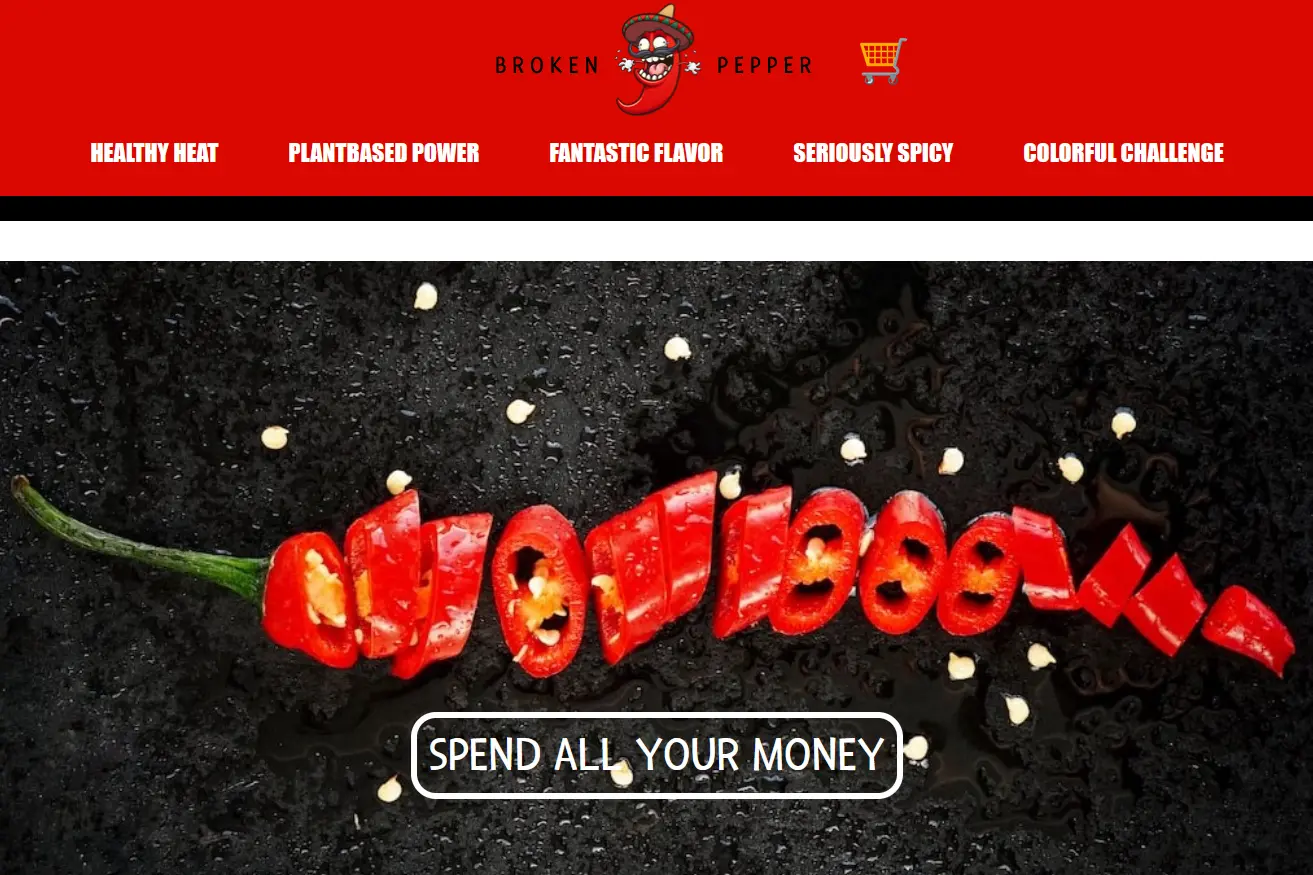 BROKEN PEPPER
HEALTHY HEAT PLANTBASED POWER FANTASTIC FLAVOR SERIOUSLY SPICY COLORFUL CHALLENGE
SPEND ALL YOUR MONEY